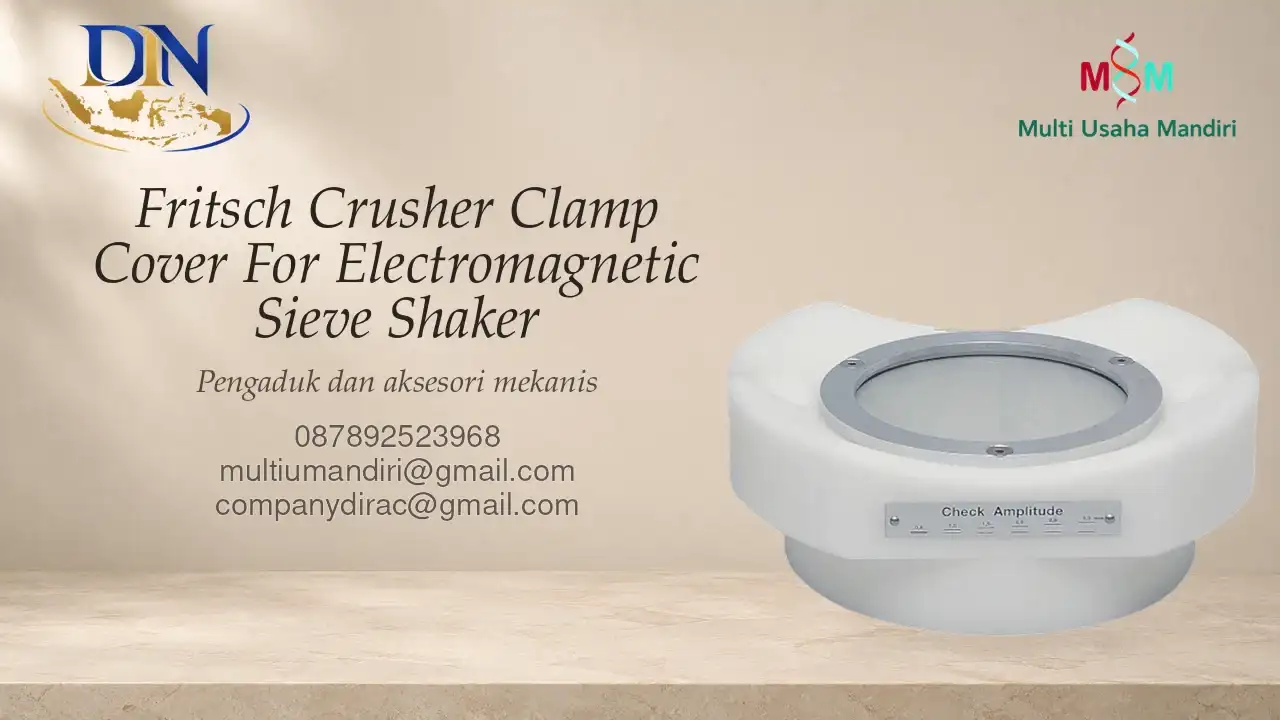 DN
M M
Multi Usaha Mandiri
Fritsch Crusher Clamp
Cover For Electromagnetic
Sieve Shaker
Pengaduk dan aksesori mekanis
087892523968
multiumandiri@gmail.com
companydirac@gmail.com
Check Amplitude